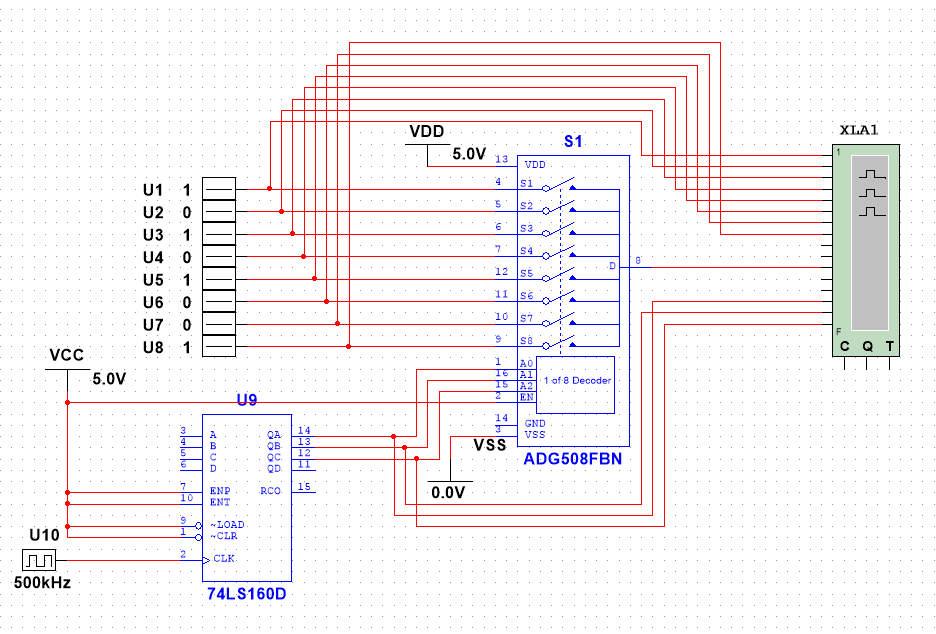 XLA1
VDD
5.0V
S1
13 VDD
1
U1 1
4 S1
U2 0
5 S2
U3 1
6 S3
U4 0
7 S4
D 8
U5 1
12 S5
U6 0
11 S6
U7 0
10 S7
F
U8 1
9 S8
C Q T
VCC
5.0V
1 A0
16 A1
15 A2
2 EN
1 of 8 Decoder
U9
14 GND
3 VSS
VSS
ADG508FBN
0.0V
3 A QA 14
4 B QB 13
5 C QC 12
6 D QD 11
7 ENP RCO 15
10 ENT
9 ~LOAD
1 ~CLR
U10
2 CLK
500kHz
74LS160D